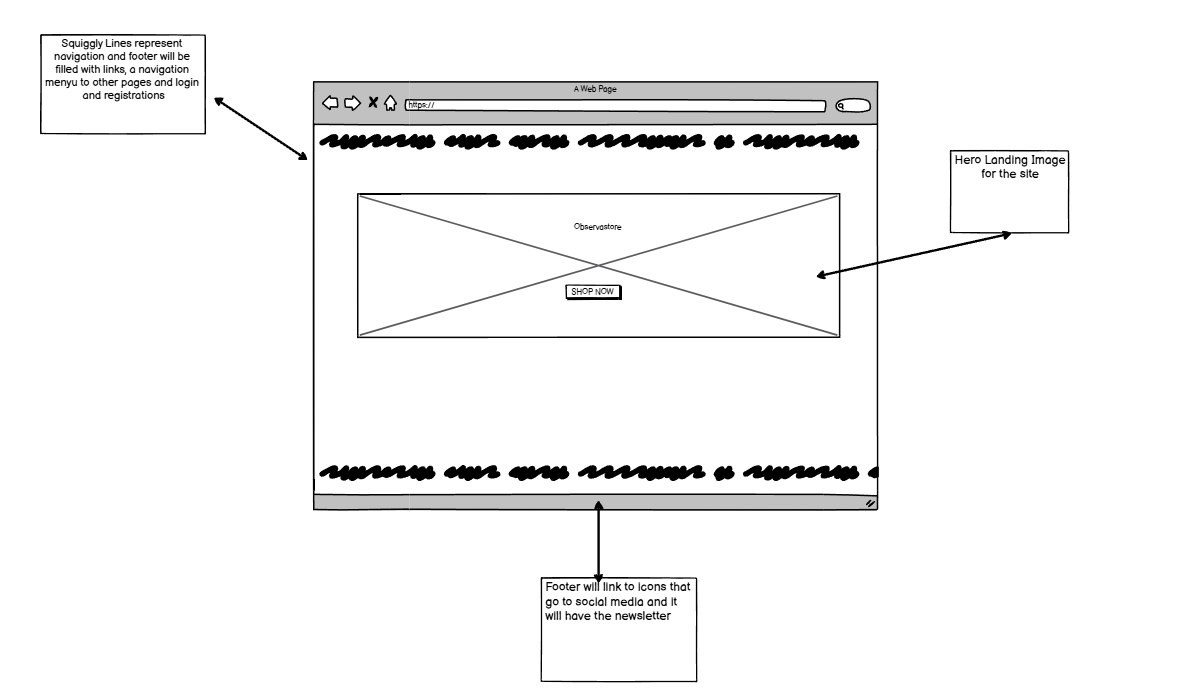 Squiggly Lines represent
navigation and footer will be
filled with links, a navigation
menyu to other pages and login
and registrations
A Web Page
https://
Hero Landing Image
for the site
Observastore
SHOP NOW
Footer will link to icons that
go to social media and it
will have the newsletter